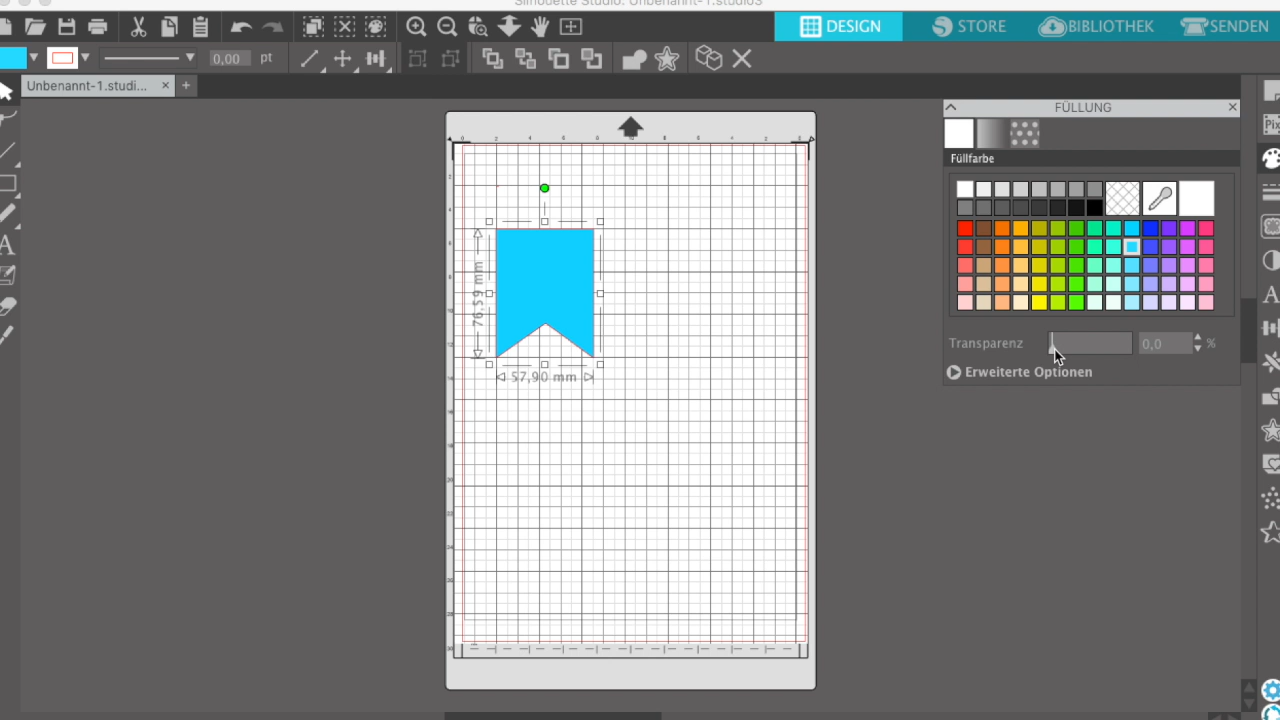 Silhouette Studio: Unbenannt-1.studio3
DESIGN
STORE
BIBLIOTHEK
SENDEN
0,00 pt
Unbenannt-1.studi... × +
FÜLLUNG
Füllfarbe
Transparenz 0,0 %
Erweiterte Optionen
76,59 mm
57,90 mm
Pix
A
A